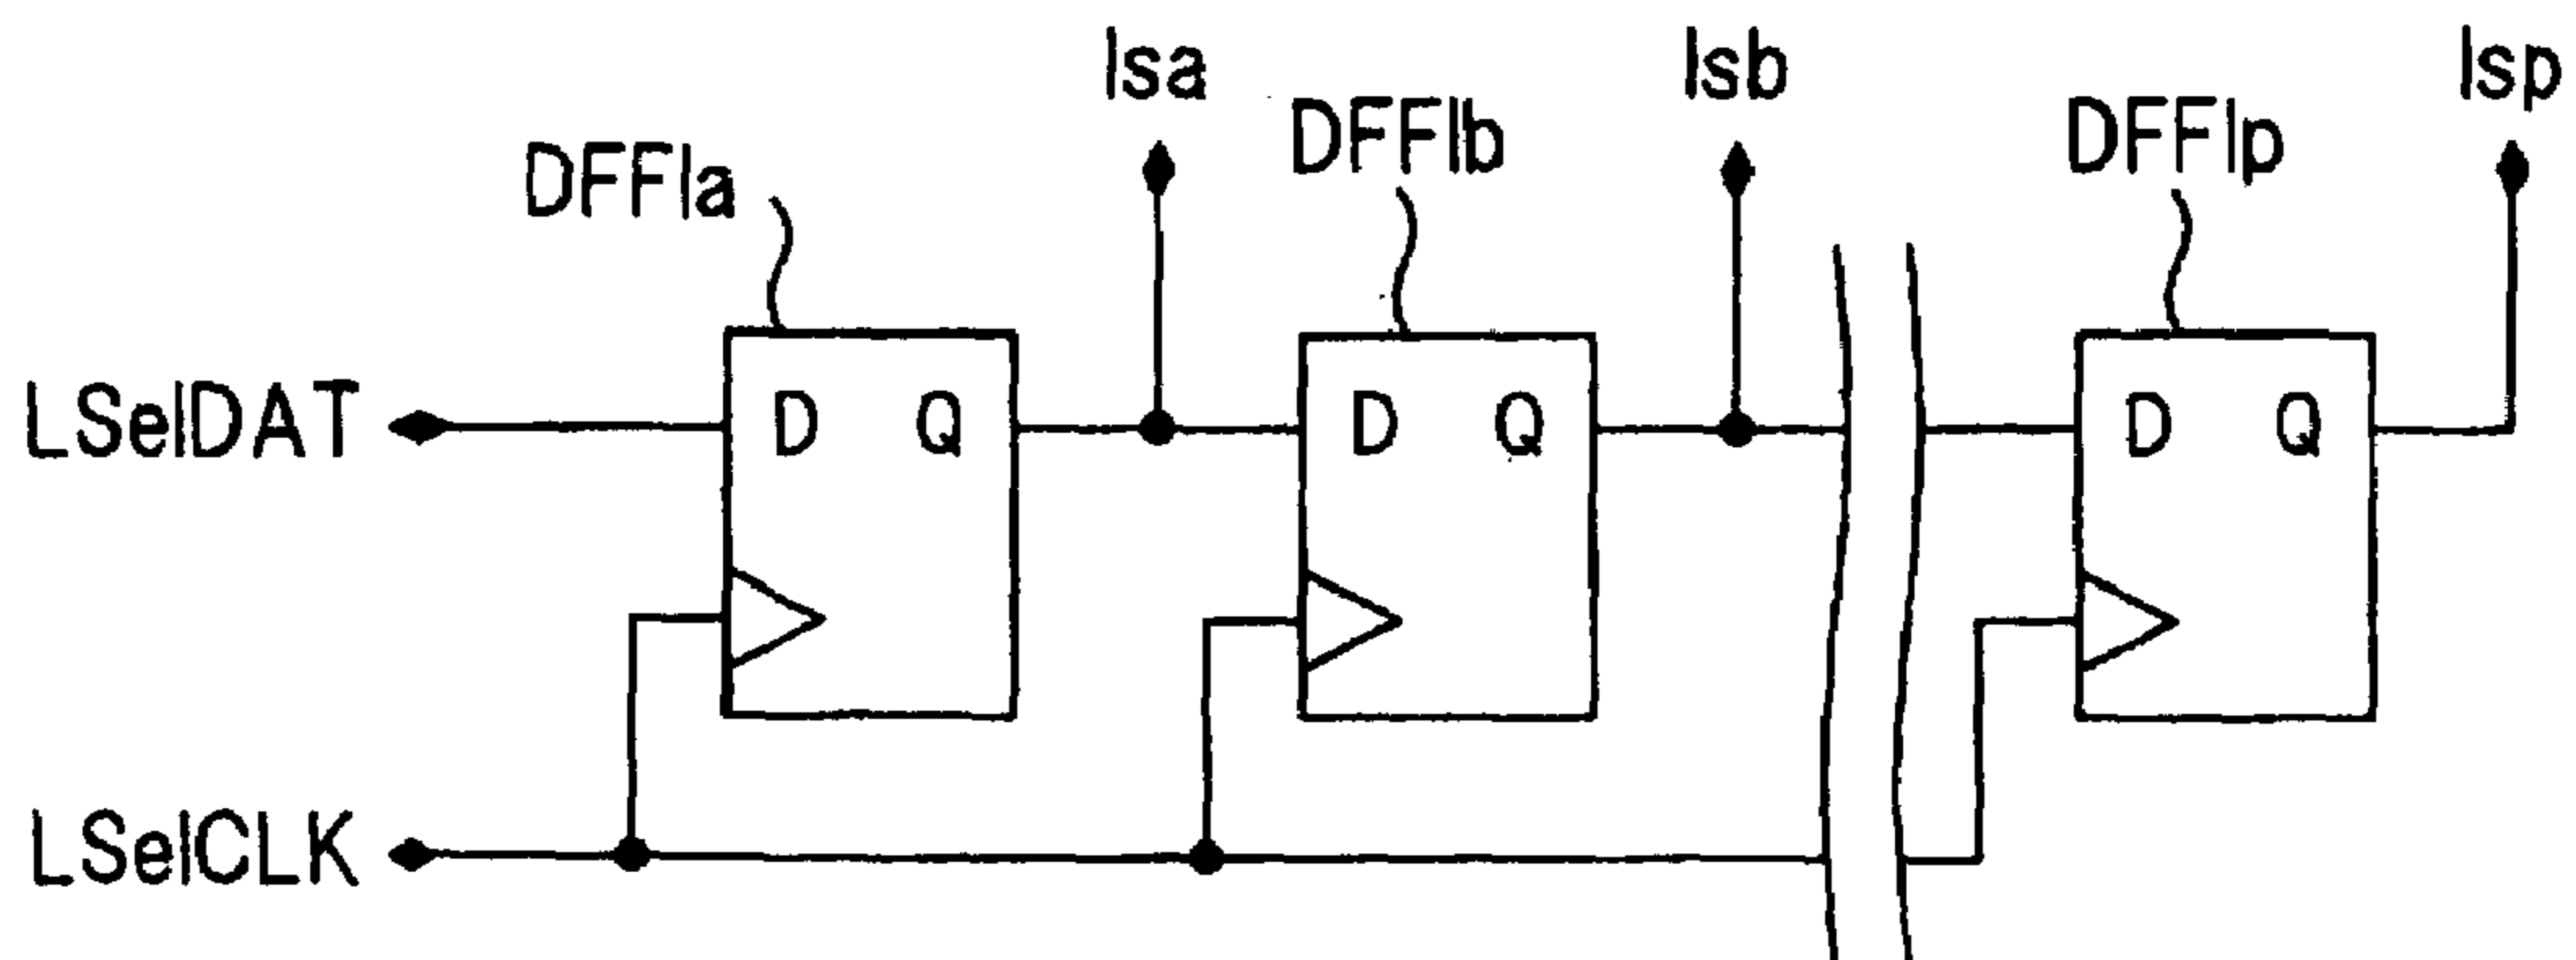 lsa
lsb
lsp
DFFla
DFFlb
DFFlp
LSelDAT
D Q
D Q
D Q
LSelCLK